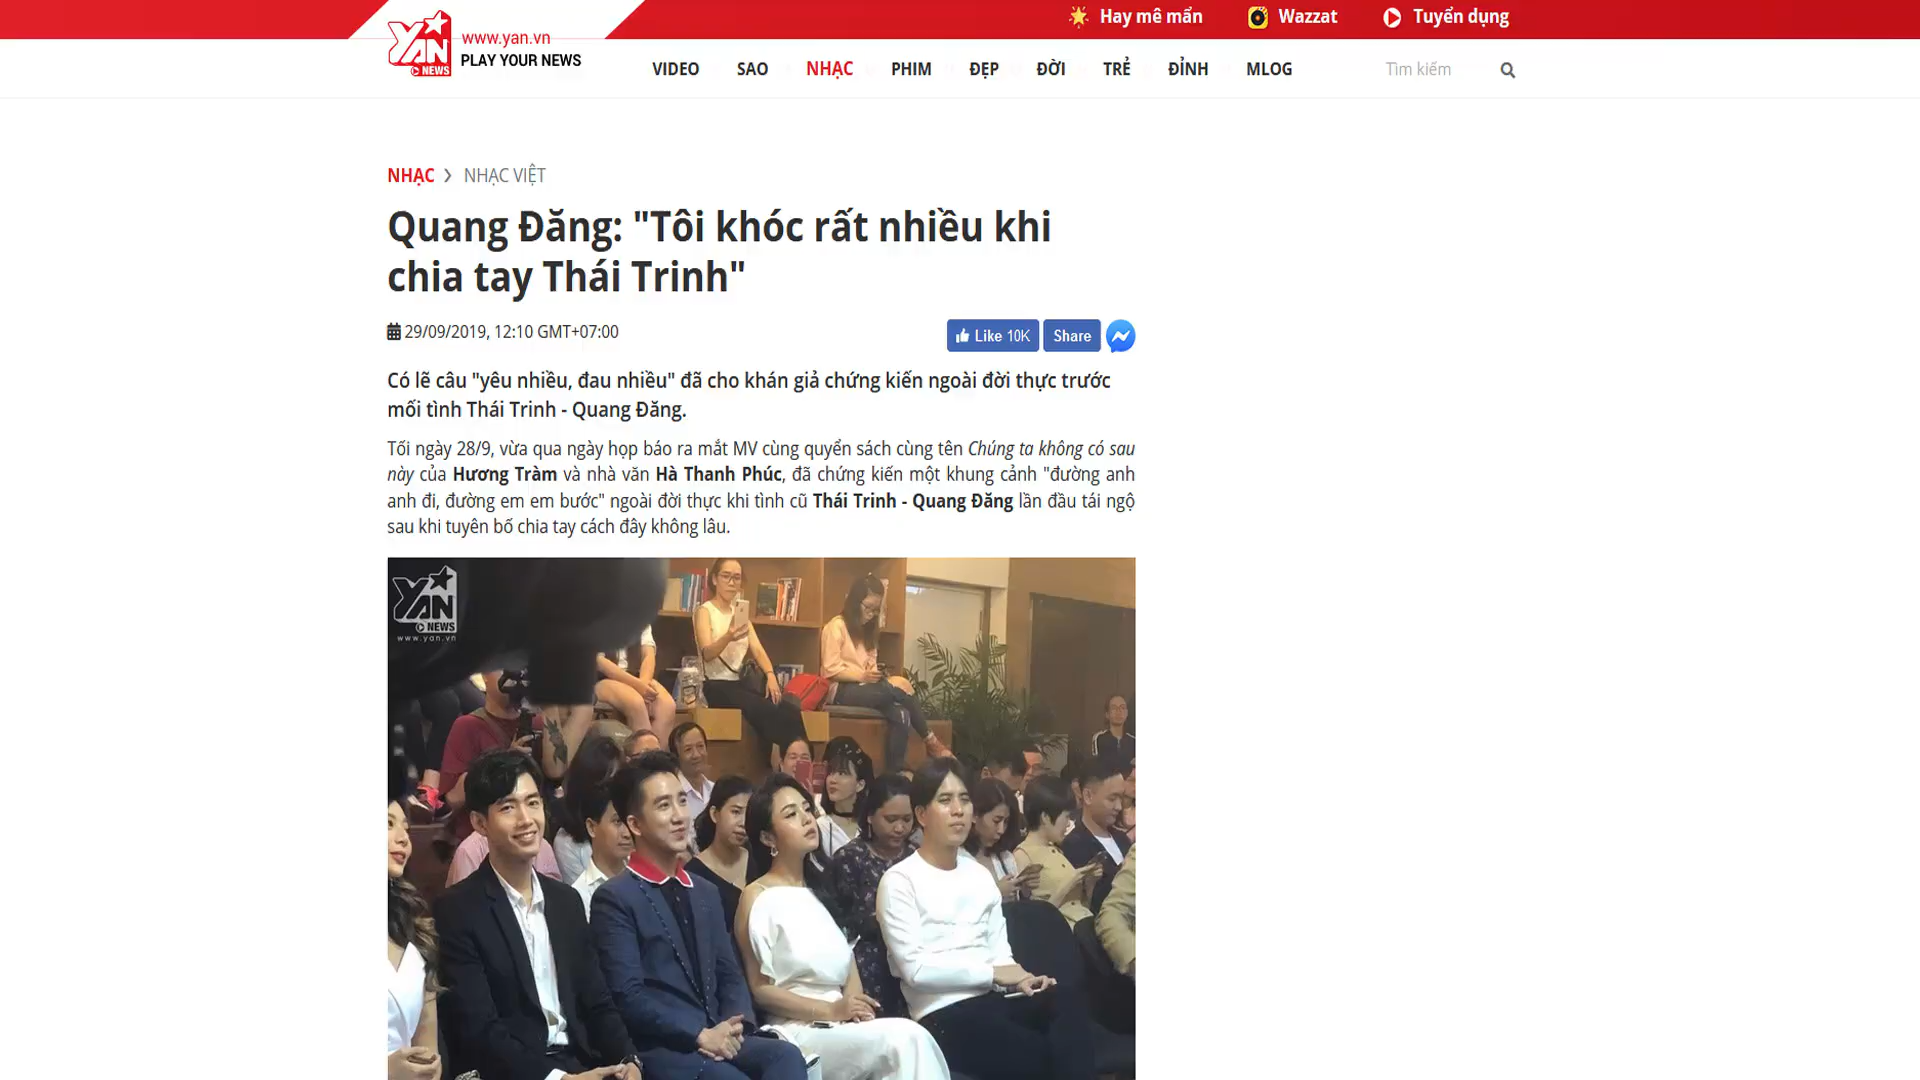 Hay mê mẩn
Wazzat
Tuyển dụng
YAN
NEWS
www.yan.vn
PLAY YOUR NEWS
VIDEO
SAO
NHẠC
PHIM
ĐẸP
ĐỜI
TRẺ
ĐỈNH
MLOG
Tìm kiếm
NHẠC > NHẠC VIỆT
Quang Đăng: "Tôi khóc rất nhiều khi
chia tay Thái Trinh"
29/09/2019, 12:10 GMT+07:00
Like 10K
Share
Có lẽ câu "yêu nhiều, đau nhiều" đã cho khán giả chứng kiến ngoài đời thực trước
mối tình Thái Trinh - Quang Đăng.
Tối ngày 28/9, vừa qua ngày họp báo ra mắt MV cùng quyển sách cùng tên Chúng ta không có sau
này của Hương Tràm và nhà văn Hà Thanh Phúc, đã chứng kiến một khung cảnh "đường anh
anh đi, đường em em bước" ngoài đời thực khi tình cũ Thái Trinh - Quang Đăng lần đầu tái ngộ
sau khi tuyên bố chia tay cách đây không lâu.
YAN
NEWS
www.yan.vn